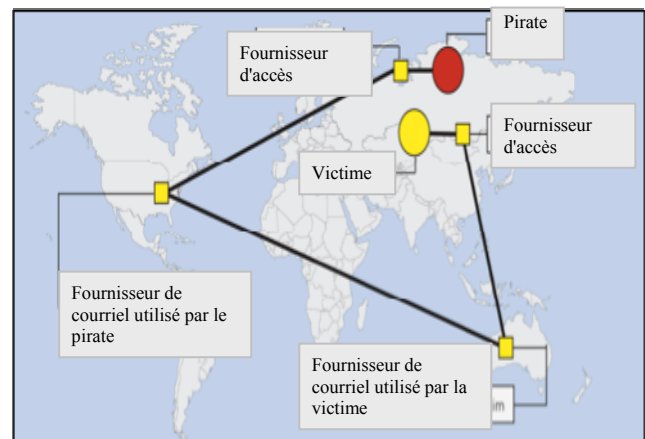 Pirate
Fournisseur
d'accès
Fournisseur
d'accès
Victime
Fournisseur de
courriel utilisé par le
pirate
Fournisseur de
courriel utilisé par la
victime
im